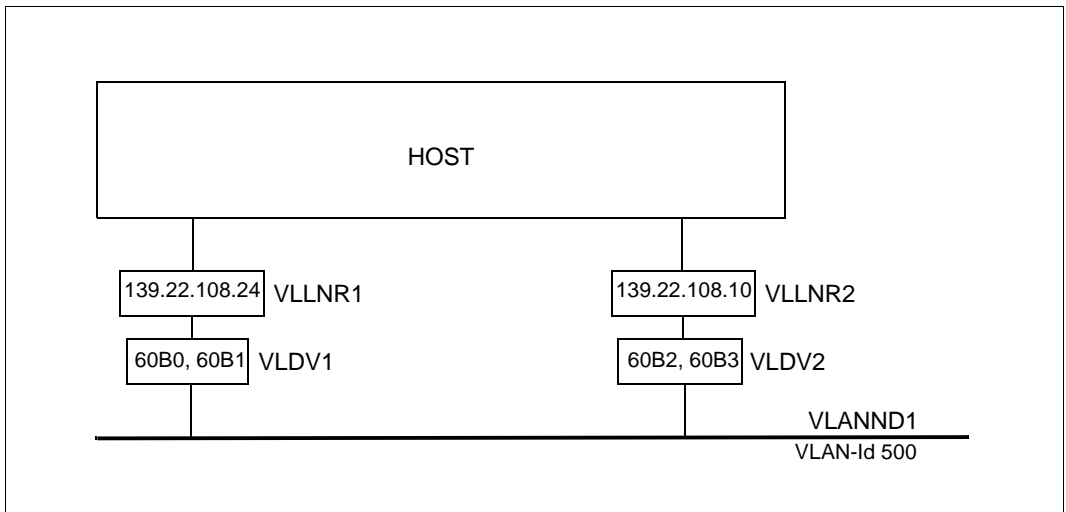 HOST
139.22.108.24 VLLNR1
139.22.108.10 VLLNR2
60B0, 60B1 VLDV1
60B2, 60B3 VLDV2
VLANND1
VLAN-Id 500